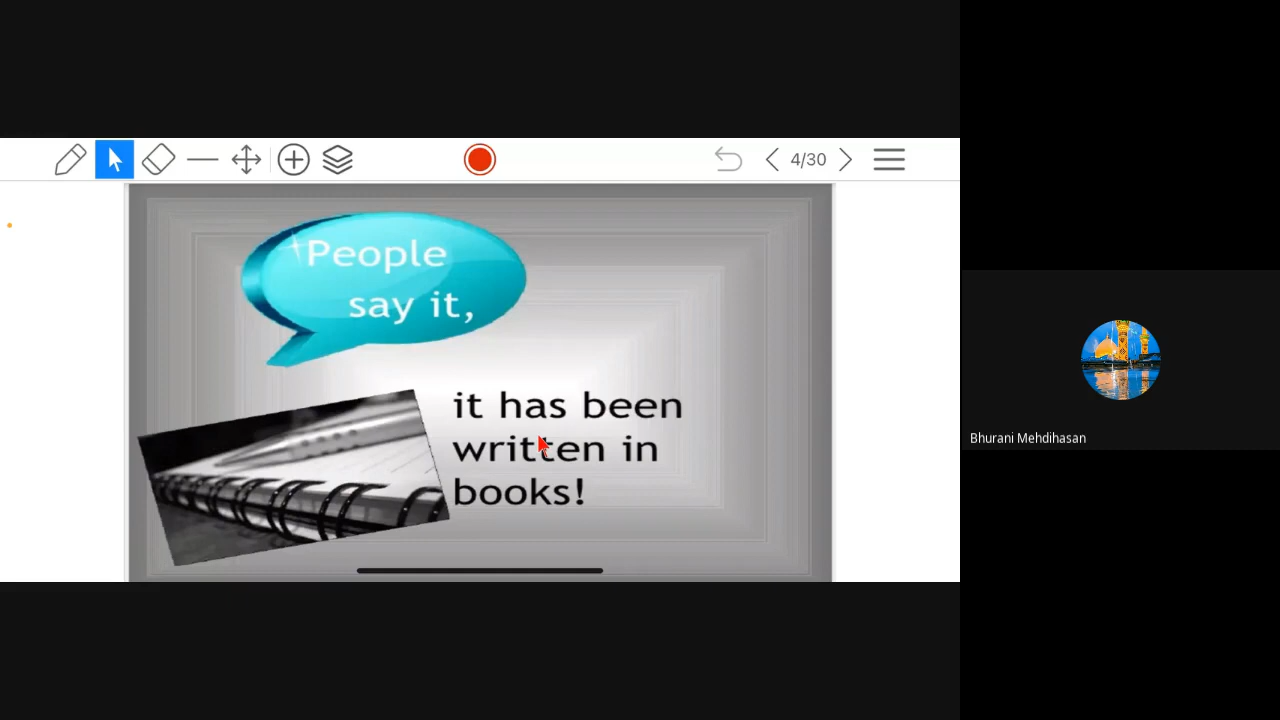 4/30
People
say it,
it has been
written in
books!
Bhurani Mehdihasan